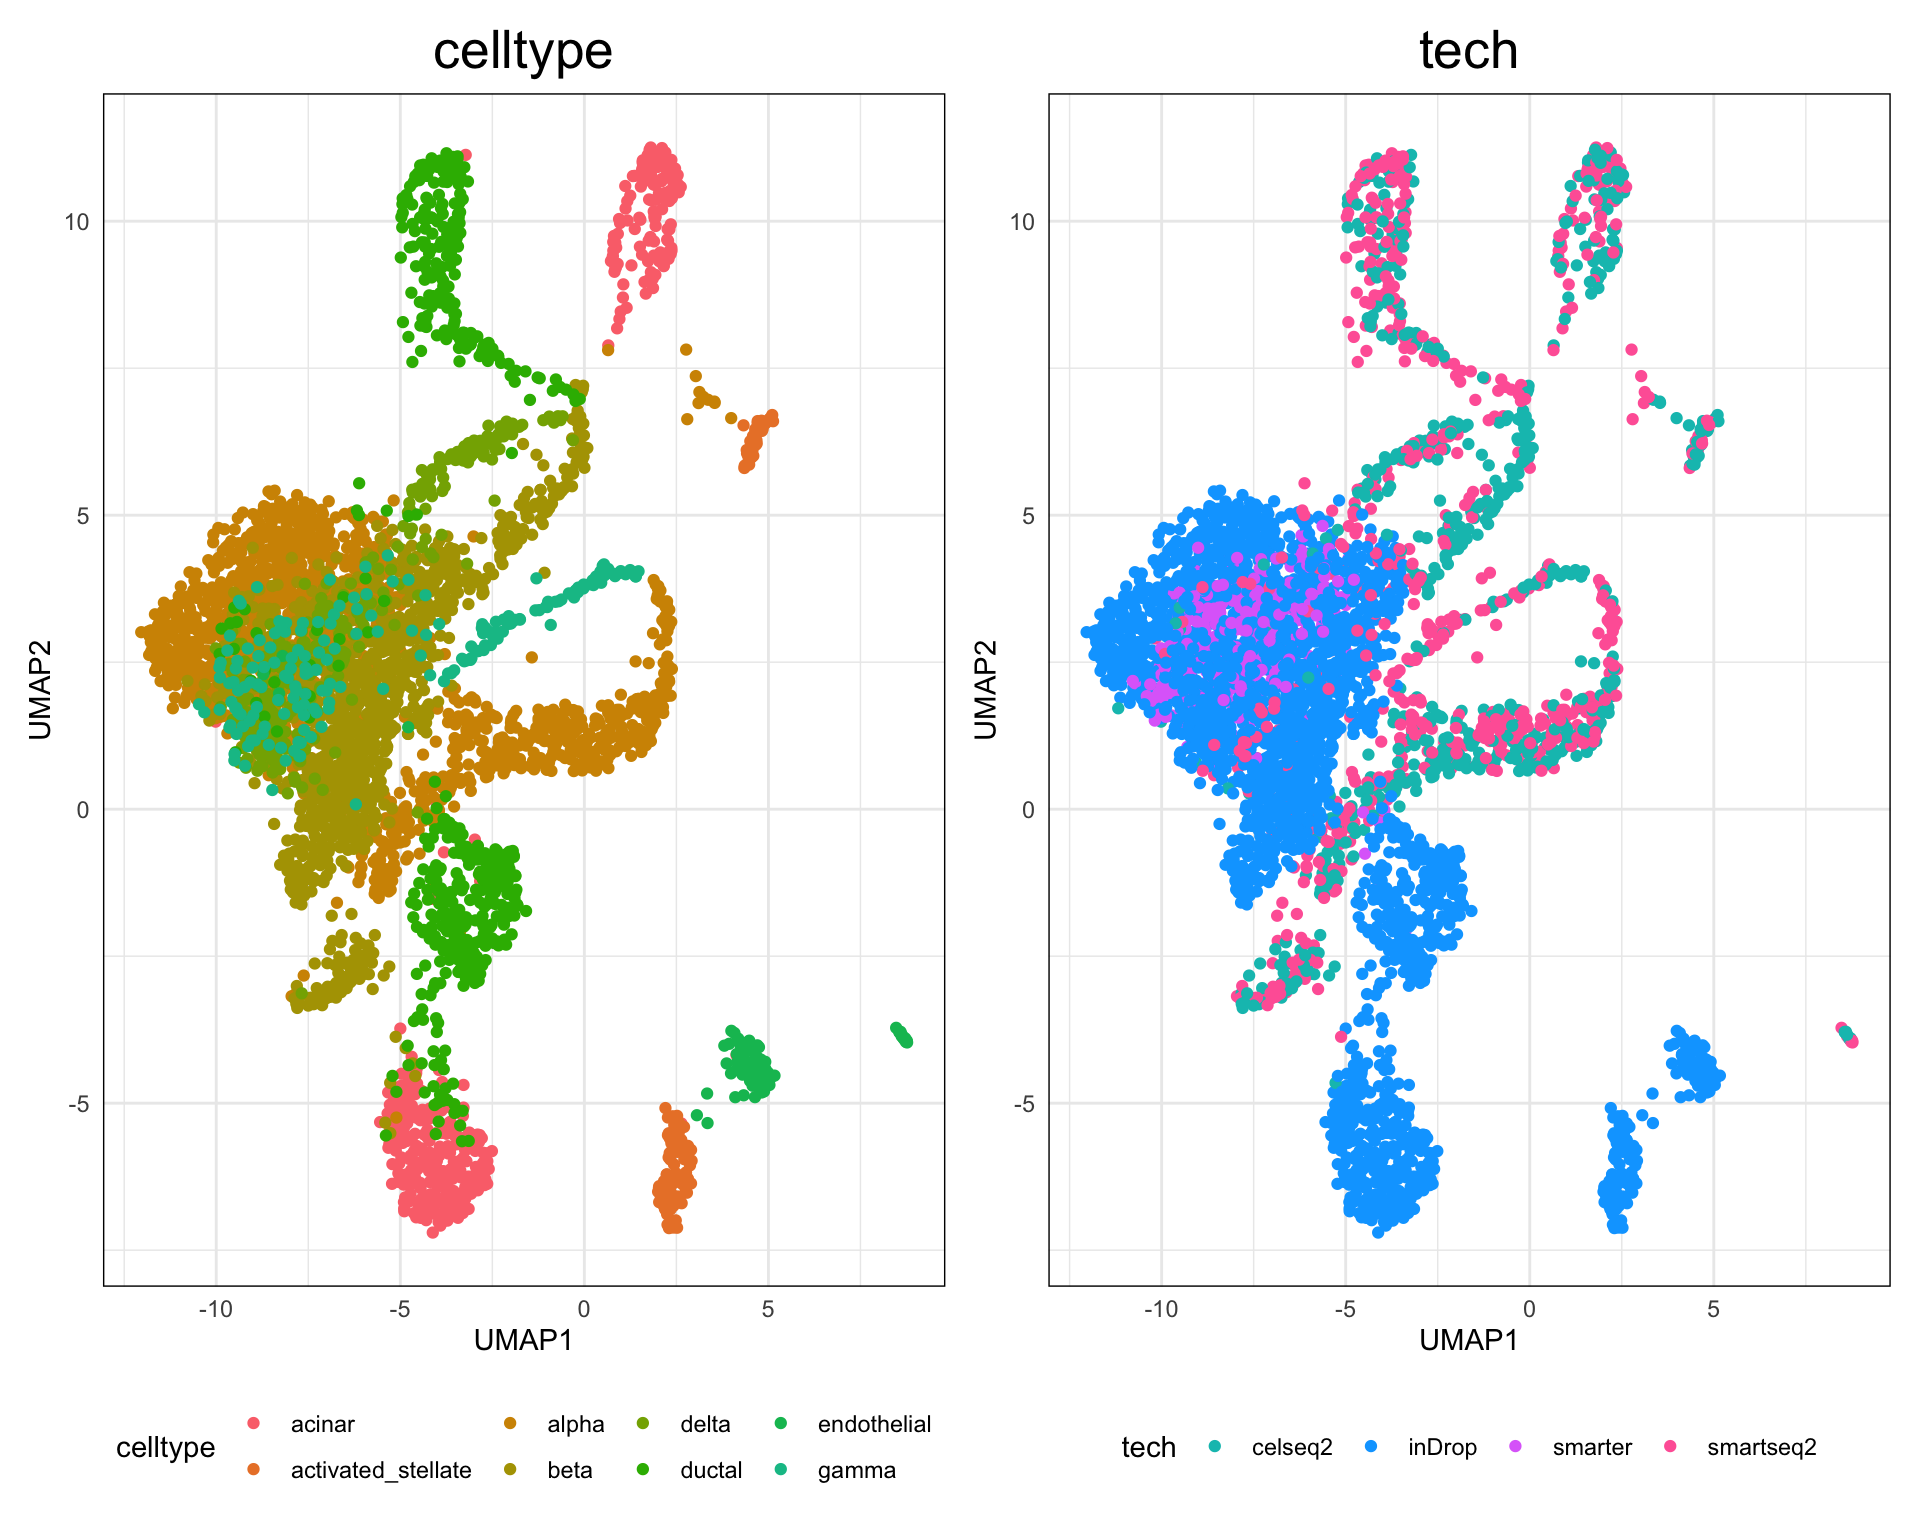 celltype
tech
10
5
0
-5
UMAP2
-10
-5
0
5
UMAP1
10
5
0
-5
UMAP2
-10
-5
0
5
UMAP1
celltype
acinar
alpha
delta
endothelial
activated_stellate
beta
ductal
gamma
tech
celseq2
inDrop
smarter
smartseq2